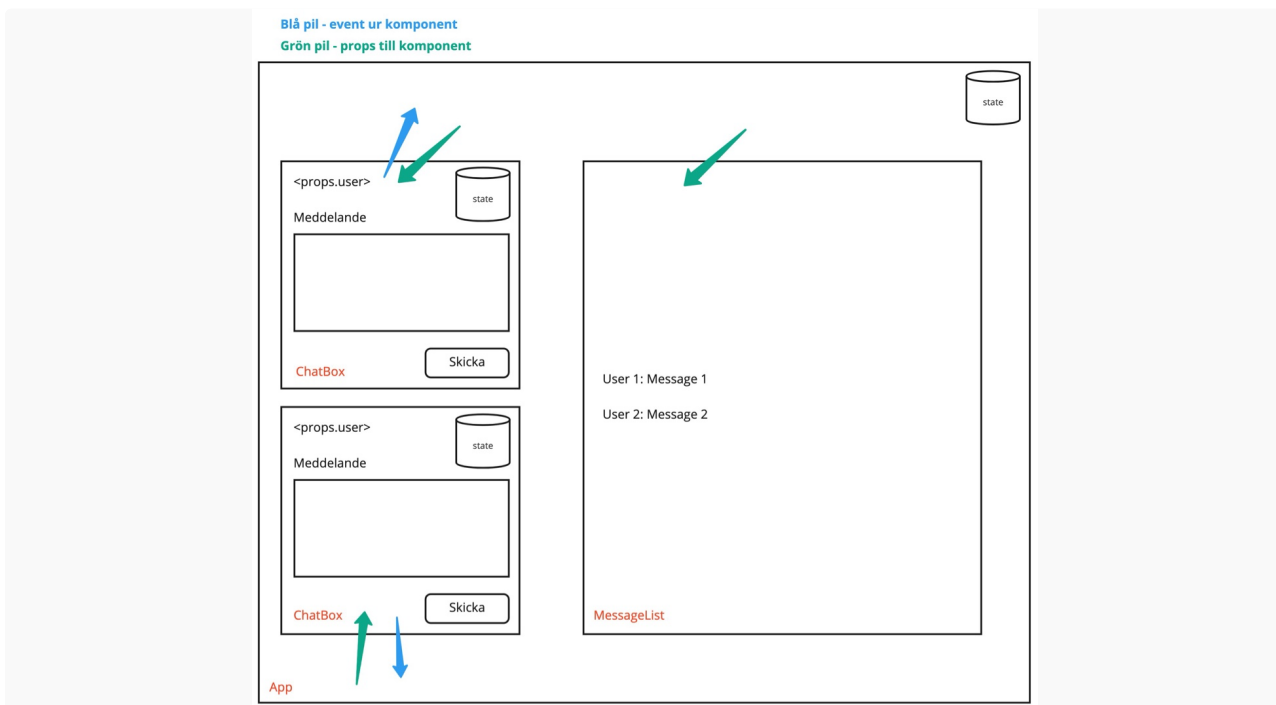 Blå pil - event ur komponent
Grön pil - props till komponent
state
<props.user>
state
Meddelande
Skicka
ChatBox
<props.user>
state
Meddelande
Skicka
ChatBox
User 1: Message 1
User 2: Message 2
MessageList
App